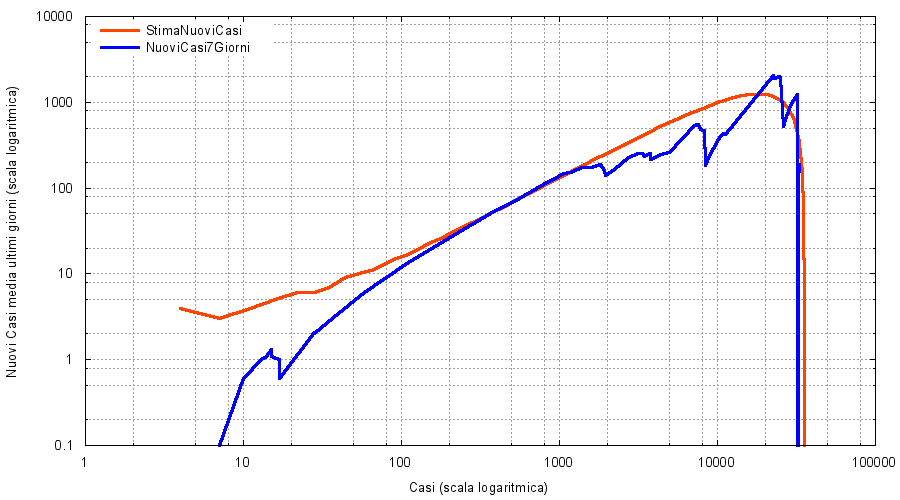 10000
StimaNuoviCasi
NuoviCasi7Giorni
1000
100
10
1
0.1
Nuovi Casi media ultimi giorni (scala logaritmica)
1 10 100 1000 10000 100000
Casi (scala logaritmica)